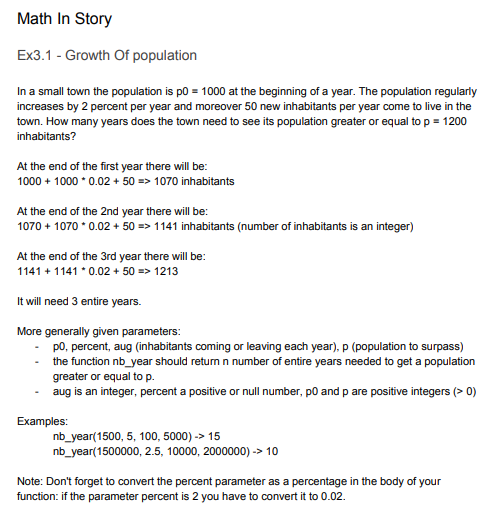 Math In Story
Ex3.1 - Growth Of population
In a small town the population is p0 = 1000 at the beginning of a year. The population regularly
increases by 2 percent per year and moreover 50 new inhabitants per year come to live in the
town. How many years does the town need to see its population greater or equal to p = 1200
inhabitants?
At the end of the first year there will be:
1000 + 1000 * 0.02 + 50 => 1070 inhabitants
At the end of the 2nd year there will be:
1070 + 1070 * 0.02 + 50 => 1141 inhabitants (number of inhabitants is an integer)
At the end of the 3rd year there will be:
1141 + 1141 * 0.02 + 50 => 1213
It will need 3 entire years.
More generally given parameters:
- p0, percent, aug (inhabitants coming or leaving each year), p (population to surpass)
- the function nb_year should return n number of entire years needed to get a population
greater or equal to p.
- aug is an integer, percent a positive or null number, p0 and p are positive integers (> 0)
Examples:
nb_year(1500, 5, 100, 5000) -> 15
nb_year(1500000, 2.5, 10000, 2000000) -> 10
Note: Don't forget to convert the percent parameter as a percentage in the body of your
function: if the parameter percent is 2 you have to convert it to 0.02.